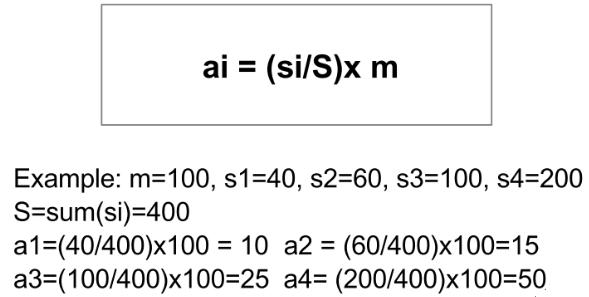 ai = (si/S)x m
Example: m=100, s1=40, s2=60, s3=100, s4=200
S=sum(si)=400
a1=(40/400)x100 = 10 a2 = (60/400)x100=15
a3=(100/400)x100=25 a4= (200/400)x100=50